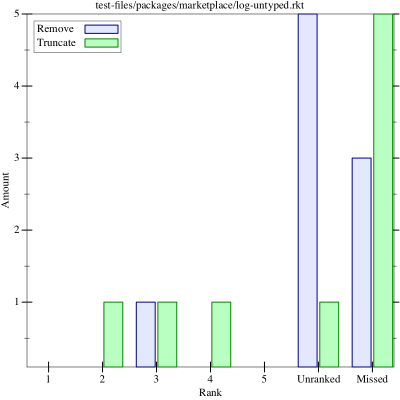 test-files/packages/marketplace/log-untyped.rkt
Remove
Truncate
5
4
3
2
1
Amount
1 2 3 4 5 Unranked Missed
Rank